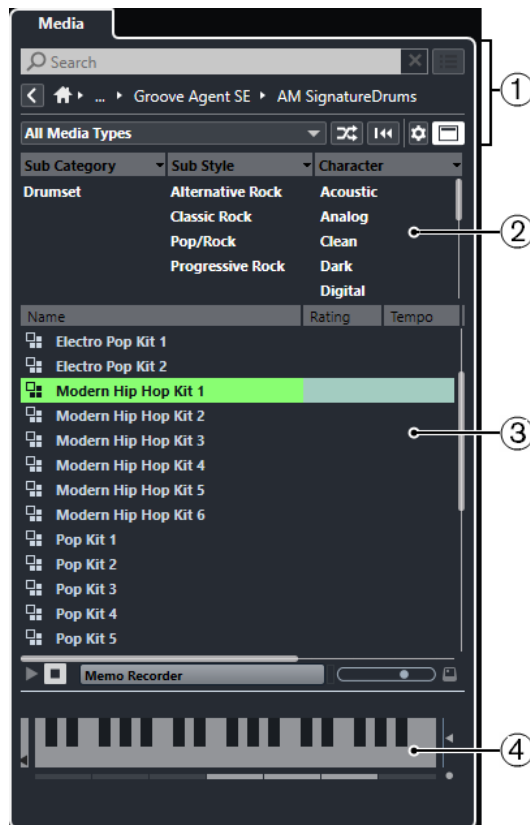 Media
Search
... Groove Agent SE AM SignatureDrums
1
All Media Types
Sub Category Sub Style Character
Drumset Alternative Rock Acoustic
Classic Rock Analog
Pop/Rock Clean
2
Progressive Rock Dark
Digital
Name Rating Tempo
Electro Pop Kit 1
Electro Pop Kit 2
Modern Hip Hop Kit 1
Modern Hip Hop Kit 2
Modern Hip Hop Kit 3
3
Modern Hip Hop Kit 4
Modern Hip Hop Kit 5
Modern Hip Hop Kit 6
Pop Kit 1
Pop Kit 2
Pop Kit 3
Pop Kit 4
Pop Kit 5
Memo Recorder
4